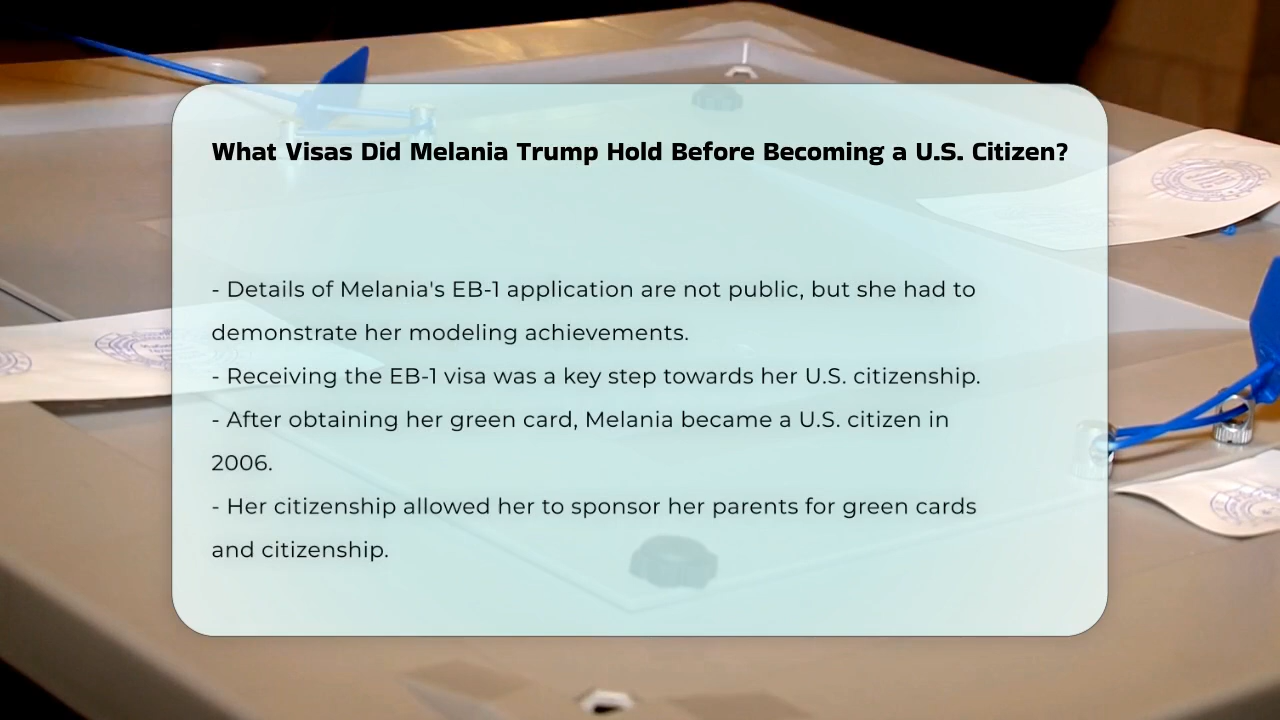 What Visas Did Melania Trump Hold Before Becoming a U.S. Citizen?
- Details of Melania's EB-1 application are not public, but she had to
demonstrate her modeling achievements.
- Receiving the EB-1 visa was a key step towards her U.S. citizenship.
- After obtaining her green card, Melania became a U.S. citizen in
2006.
- Her citizenship allowed her to sponsor her parents for green cards
and citizenship.